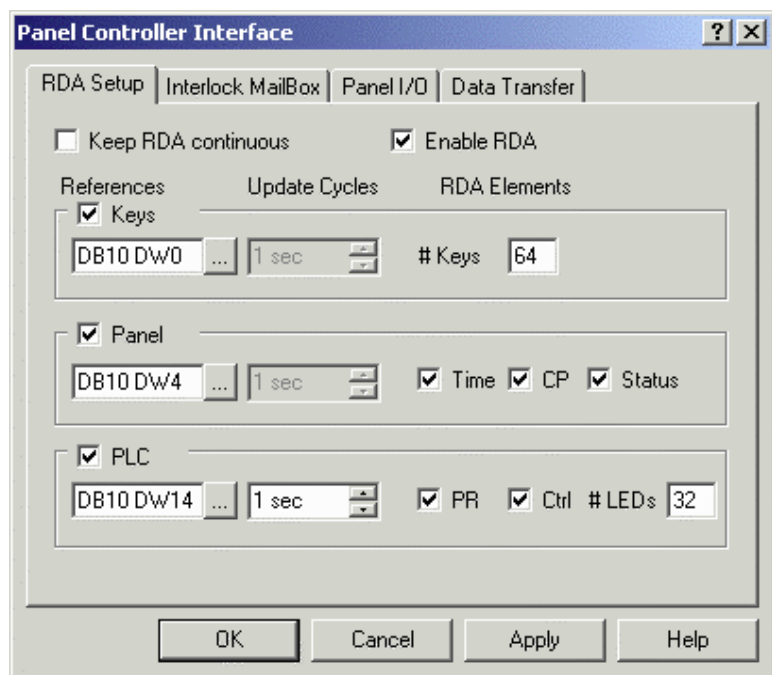 Panel Controller Interface
RDA Setup Interlock MailBox Panel I/O Data Transfer
Keep RDA continuous Enable RDA
References Update Cycles RDA Elements
Keys
DB10 DW0 ... 1 sec # Keys 64
Panel
DB10 DW4 ... 1 sec Time CP Status
PLC
DB10 DW14 ... 1 sec PR Ctrl # LEDs 32
OK Cancel Apply Help